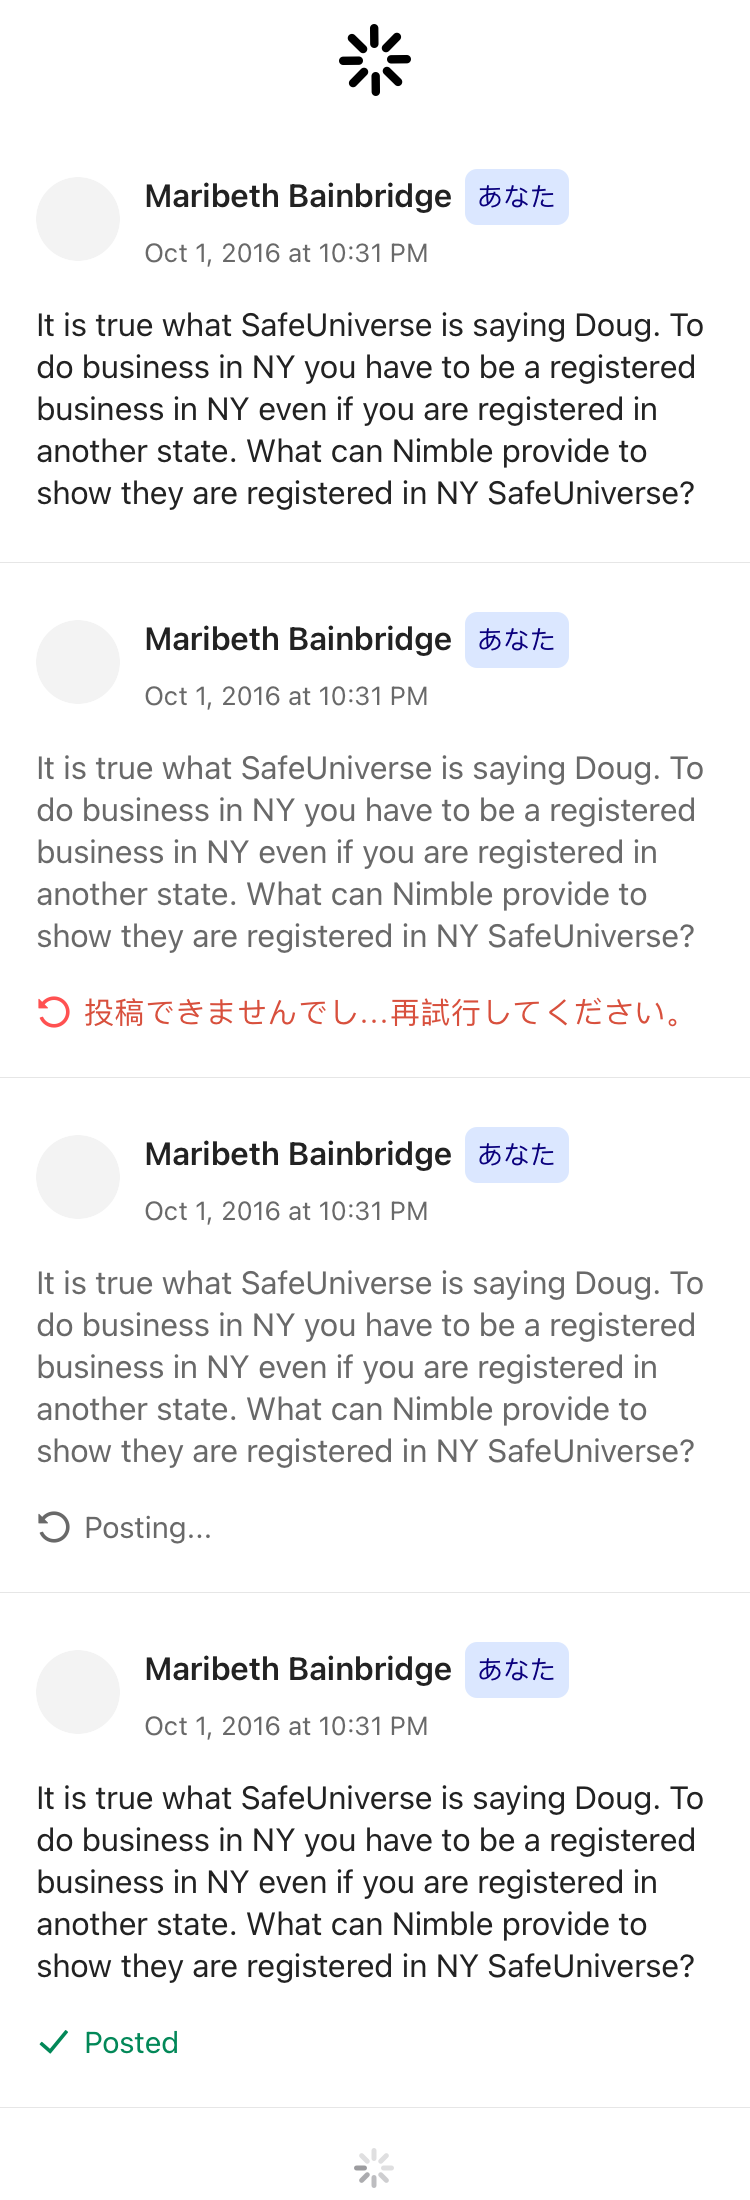 Maribeth Bainbridge あなた
Oct 1, 2016 at 10:31 PM
It is true what SafeUniverse is saying Doug. To
do business in NY you have to be a registered
business in NY even if you are registered in
another state. What can Nimble provide to
show they are registered in NY SafeUniverse?
Maribeth Bainbridge あなた
Oct 1, 2016 at 10:31 PM
It is true what SafeUniverse is saying Doug. To
do business in NY you have to be a registered
business in NY even if you are registered in
another state. What can Nimble provide to
show they are registered in NY SafeUniverse?
投稿できませんでし...再試行してください。
Maribeth Bainbridge あなた
Oct 1, 2016 at 10:31 PM
It is true what SafeUniverse is saying Doug. To
do business in NY you have to be a registered
business in NY even if you are registered in
another state. What can Nimble provide to
show they are registered in NY SafeUniverse?
Posting...
Maribeth Bainbridge あなた
Oct 1, 2016 at 10:31 PM
It is true what SafeUniverse is saying Doug. To
do business in NY you have to be a registered
business in NY even if you are registered in
another state. What can Nimble provide to
show they are registered in NY SafeUniverse?
Posted